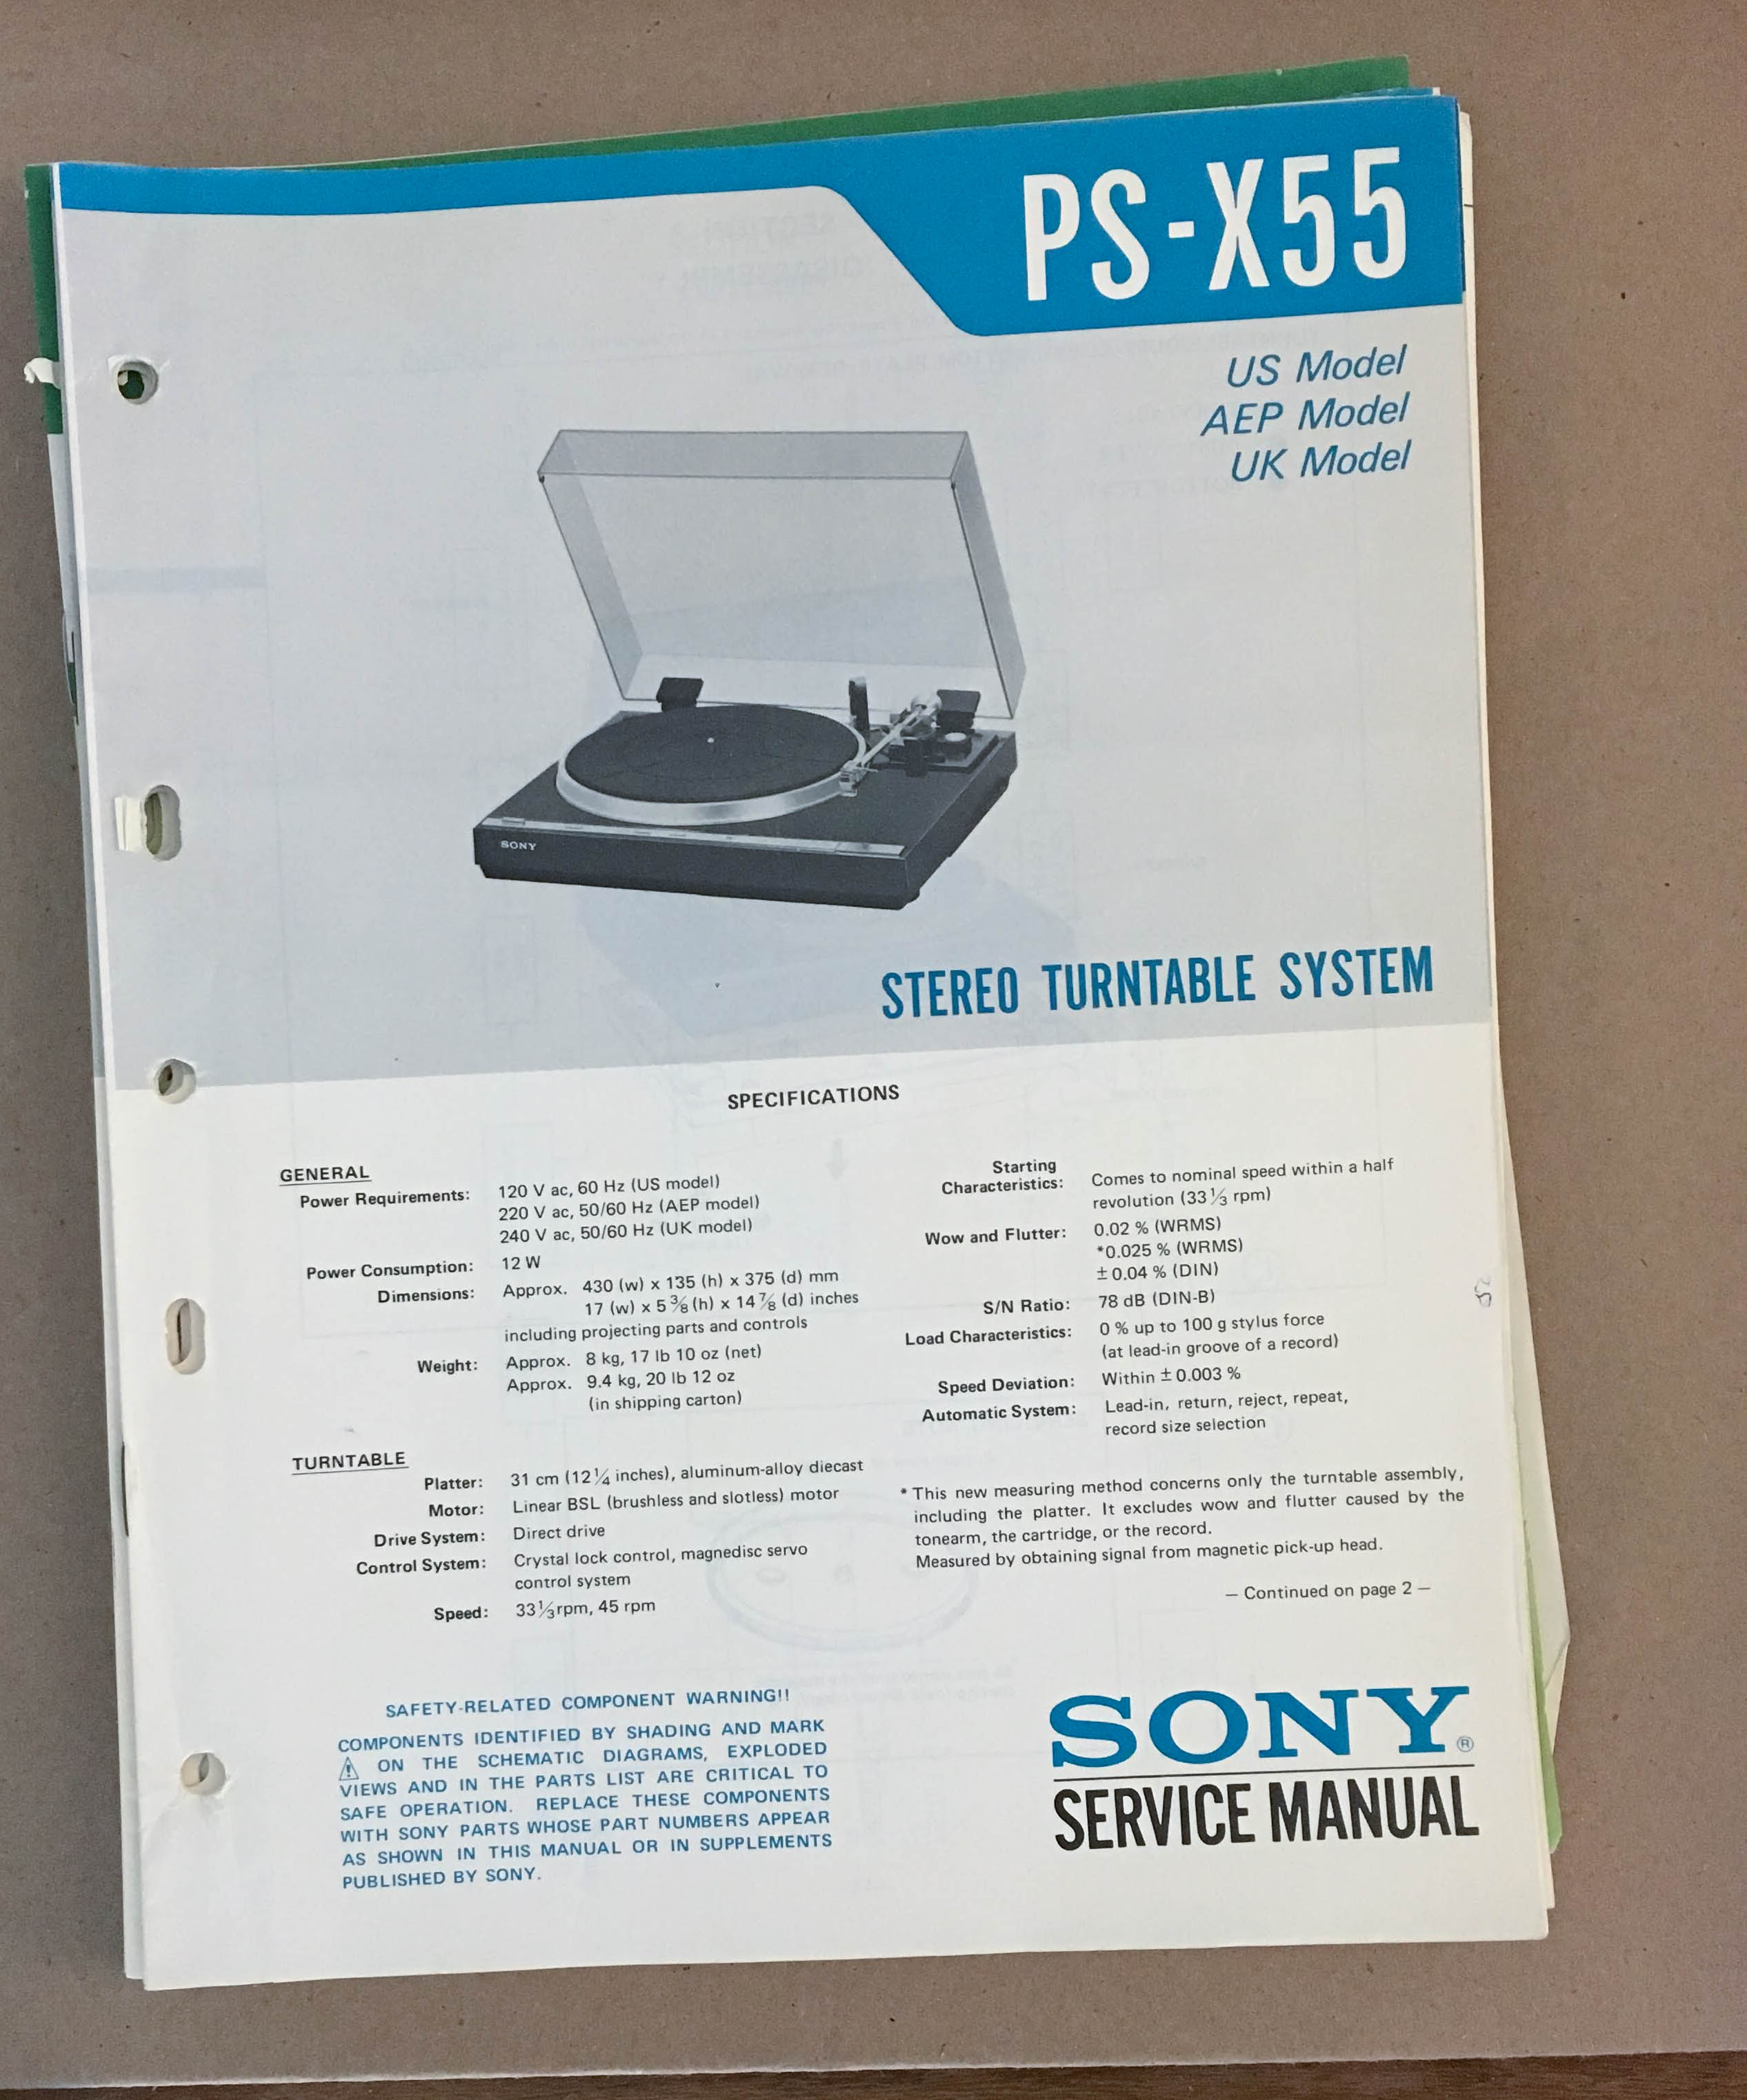 PS-X55
US Model
AEP Model
UK Model
SONY
STEREO TURNTABLE SYSTEM
SPECIFICATIONS
GENERAL
Power Requirements: 120 V ac, 60 Hz (US model)
220 V ac, 50/60 Hz (AEP model)
240 V ac, 50/60 Hz (UK model)
Power Consumption: 12 W
Dimensions: Approx. 430 (w) x 135 (h) x 375 (d) mm
17 (w) x 5 3/8 (h) x 14 7/8 (d) inches
including projecting parts and controls
Weight: Approx. 8 kg, 17 lb 10 oz (net)
Approx. 9.4 kg, 20 lb 12 oz
(in shipping carton)
TURNTABLE
Platter: 31 cm (12 1/4 inches), aluminum-alloy diecast
Motor: Linear BSL (brushless and slotless) motor
Drive System: Direct drive
Control System: Crystal lock control, magnedisc servo
control system
Speed: 33 1/3 rpm, 45 rpm
Starting
Characteristics: Comes to nominal speed within a half
revolution (33 1/3 rpm)
Wow and Flutter: 0.02 % (WRMS)
*0.025 % (WRMS)
±0.04 % (DIN)
S/N Ratio: 78 dB (DIN-B)
Load Characteristics: 0 % up to 100 g stylus force
(at lead-in groove of a record)
Speed Deviation: Within ±0.003 %
Automatic System: Lead-in, return, reject, repeat,
record size selection
* This new measuring method concerns only the turntable assembly,
including the platter. It excludes wow and flutter caused by the
tonearm, the cartridge, or the record.
Measured by obtaining signal from magnetic pick-up head.
— Continued on page 2 —
SAFETY-RELATED COMPONENT WARNING!!
COMPONENTS IDENTIFIED BY SHADING AND MARK
⚠ ON THE SCHEMATIC DIAGRAMS, EXPLODED
VIEWS AND IN THE PARTS LIST ARE CRITICAL TO
SAFE OPERATION. REPLACE THESE COMPONENTS
WITH SONY PARTS WHOSE PART NUMBERS APPEAR
AS SHOWN IN THIS MANUAL OR IN SUPPLEMENTS
PUBLISHED BY SONY.
SONY®
SERVICE MANUAL